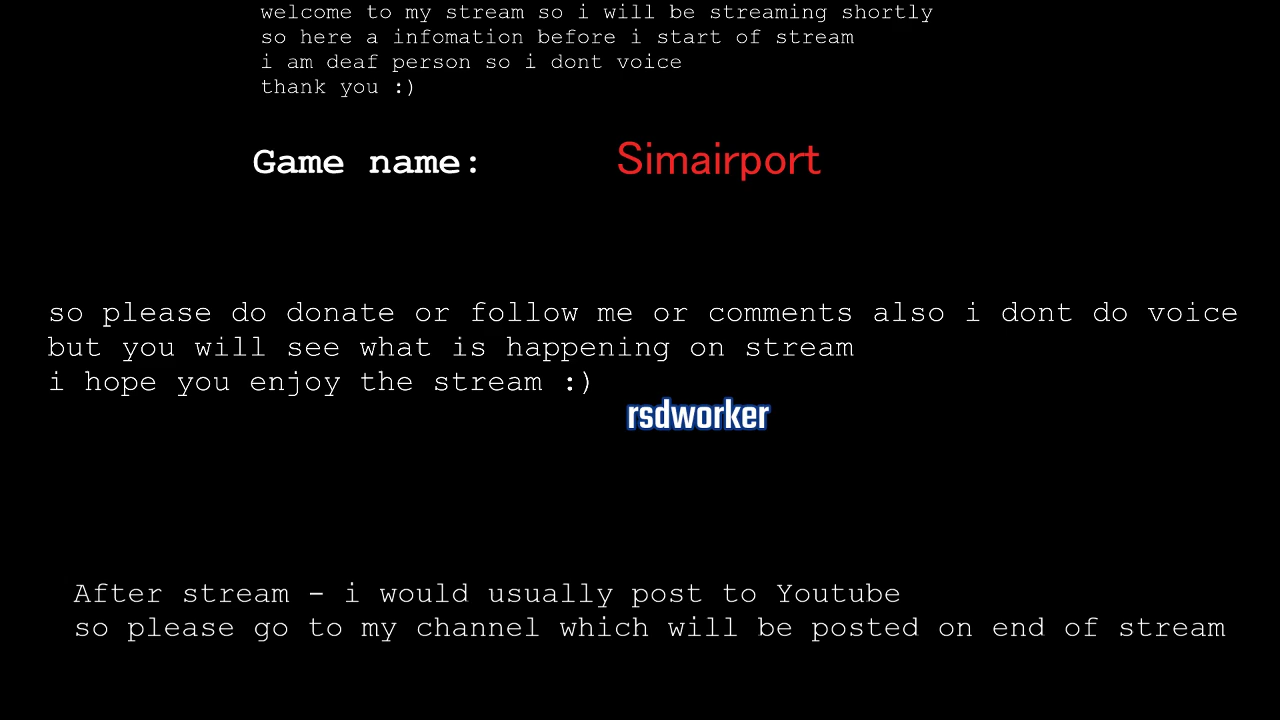 welcome to my stream so i will be streaming shortly
so here a infomation before i start of stream
i am deaf person so i dont voice
thank you :)
Game name: Simairport
so please do donate or follow me or comments also i dont do voice
but you will see what is happening on stream
i hope you enjoy the stream :)
rsdworker
After stream - i would usually post to Youtube
so please go to my channel which will be posted on end of stream